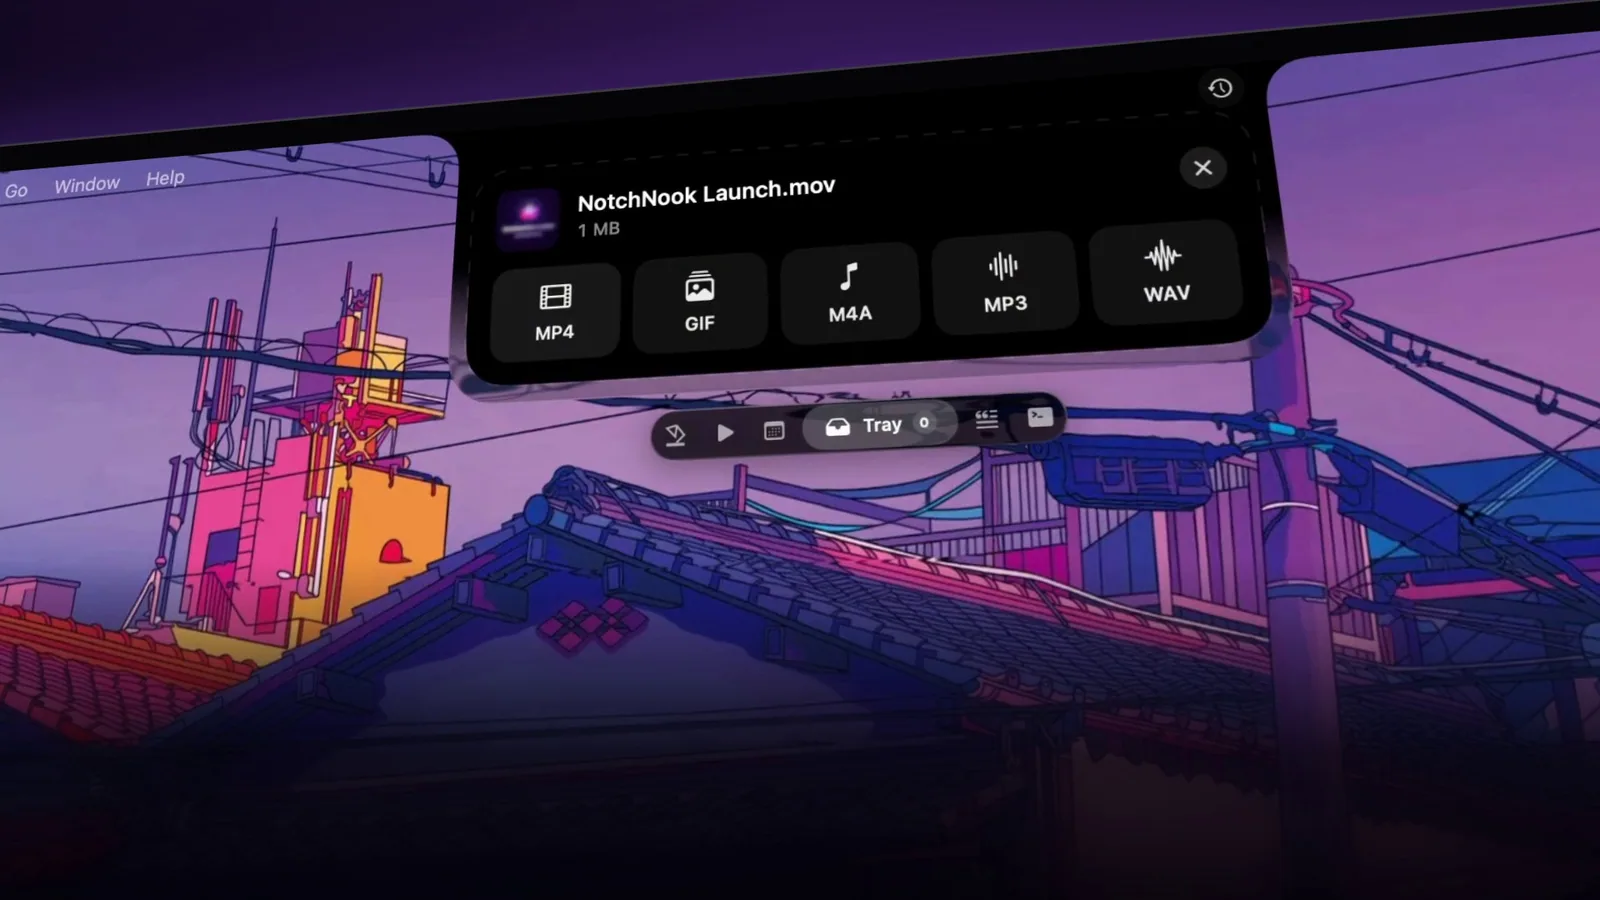 Go Window Help
NotchNook Launch.mov
1 MB
MP4
GIF
M4A
MP3
WAV
Tray 0